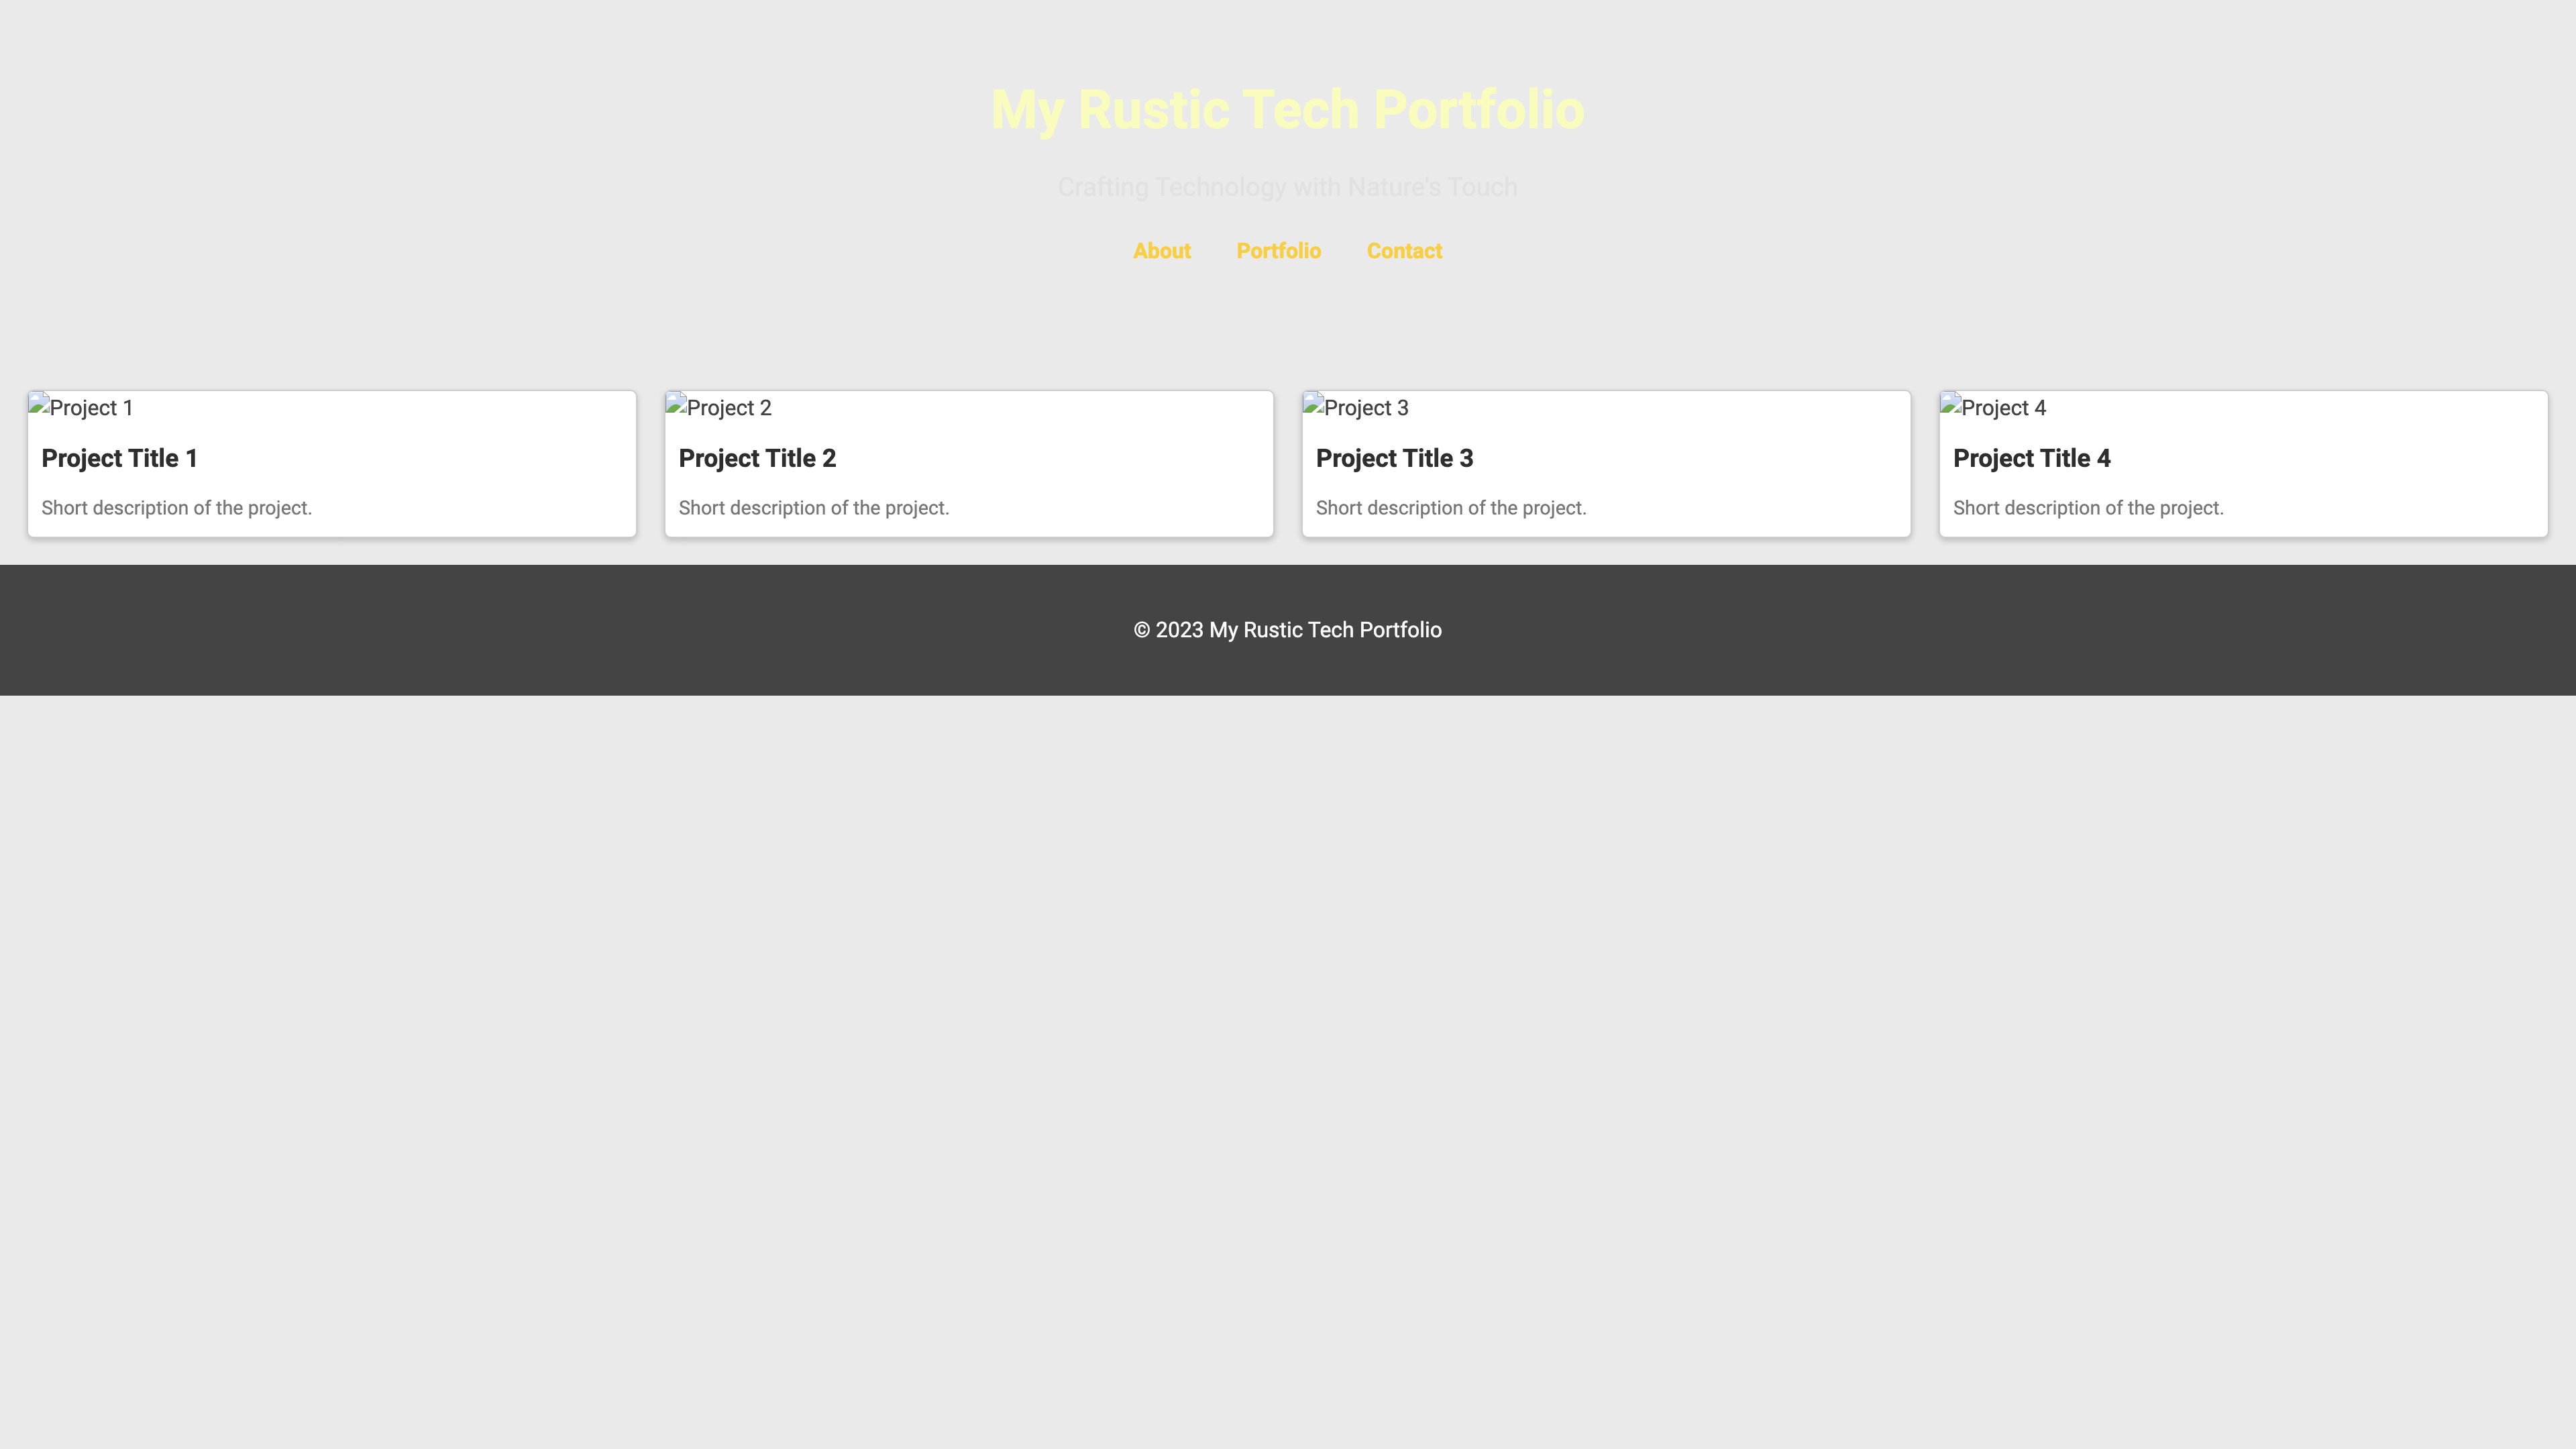 My Rustic Tech Portfolio
Crafting Technology with Nature's Touch
About Portfolio Contact
Project 1 Project 2 Project 3 Project 4
Project Title 1 Project Title 2 Project Title 3 Project Title 4
Short description of the project. Short description of the project. Short description of the project. Short description of the project.
© 2023 My Rustic Tech Portfolio